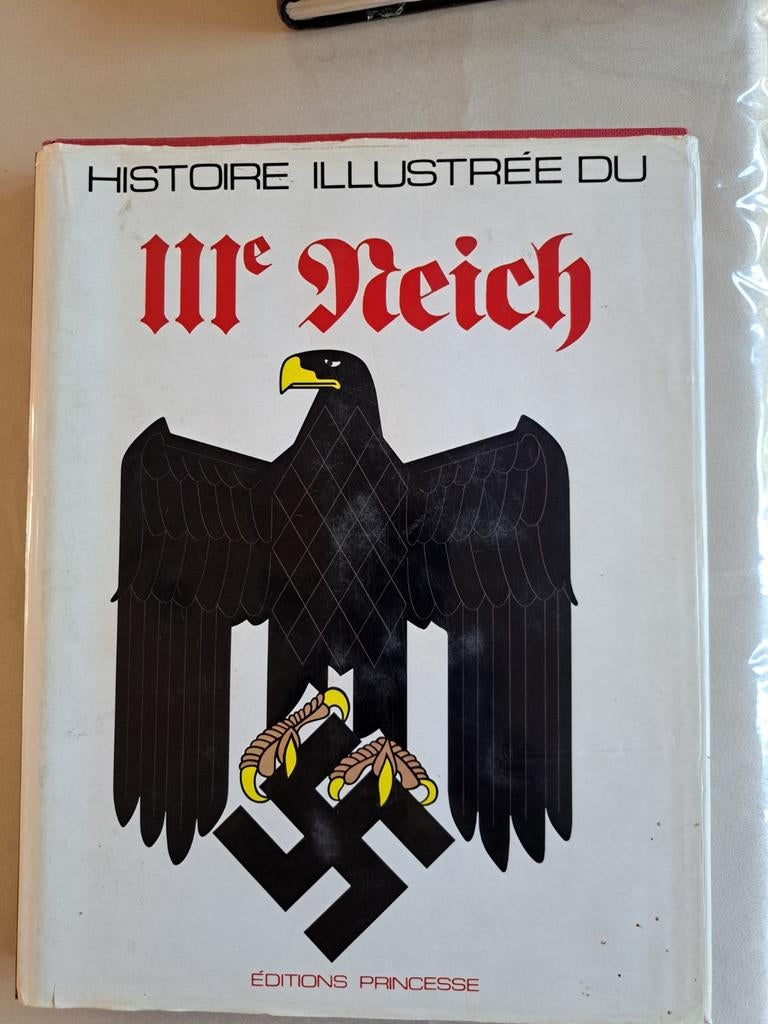 HISTOIRE ILLUSTRÉE DU
IIIe Reich
ÉDITIONS PRINCESSE